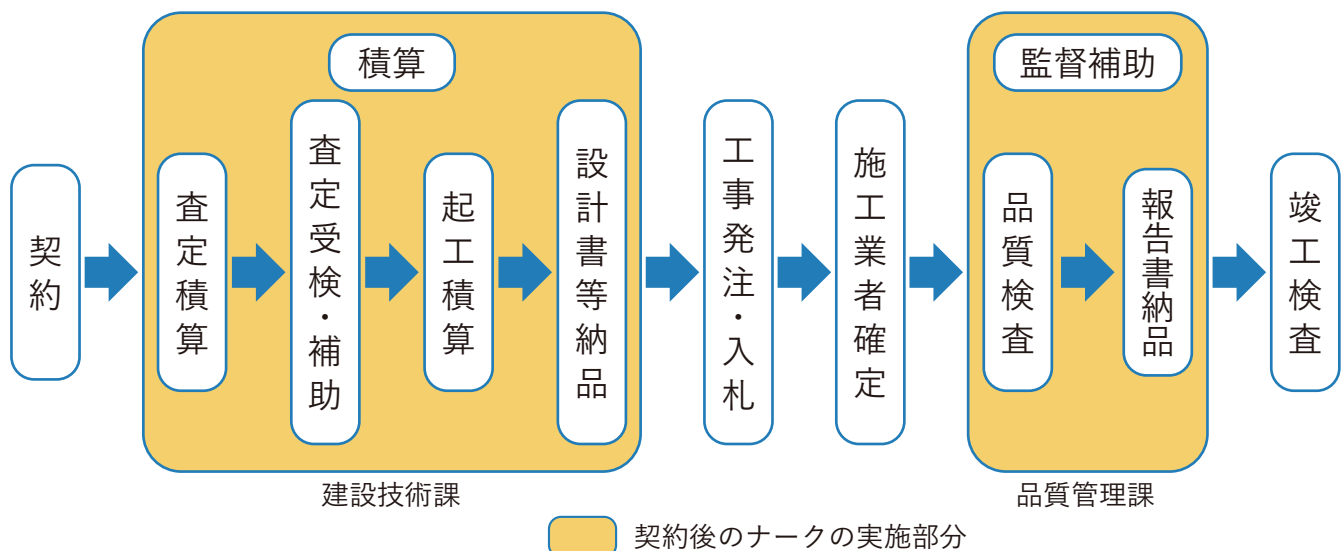 積算
監督補助
契約
査定積算
査定受検・補助
起工積算
設計書等納品
工事発注・入札
施工業者確定
品質検査
報告書納品
竣工検査
建設技術課
品質管理課
契約後のナークの実施部分